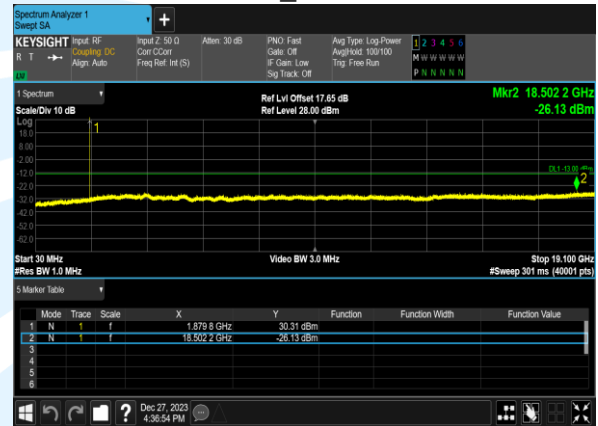 Spectrum Analyzer 1
Swept SA
+
KEYSIGHT Input: RF Input Z: 50 Ω Atten: 30 dB PNO: Fast Avg Type: Log-Power 1 2 3 4 5 6
R T Coupling: DC Corr CCorr Gate: Off Avg|Hold: 100/100 M W W W W W
Align: Auto Freq Ref: Int (S) IF Gain: Low Trig: Free Run P N N N N N
Sig Track: Off
LXI
1 Spectrum Ref Lvl Offset 17.65 dB Mkr2 18.502 2 GHz
Scale/Div 10 dB Ref Level 28.00 dBm -26.13 dBm
Log
18.0 1
8.00
-2.00
-12.0 DL1 -13.00 dBm
-22.0 2
-32.0
-42.0
-52.0
-62.0
Start 30 MHz Video BW 3.0 MHz Stop 19.100 GHz
#Res BW 1.0 MHz #Sweep 301 ms (40001 pts)
5 Marker Table
Mode Trace Scale X Y Function Function Width Function Value
1 N 1 f 1.879 8 GHz 30.31 dBm
2 N 1 f 18.502 2 GHz -26.13 dBm
3
4
5
6
? Dec 27, 2023
4:36:54 PM